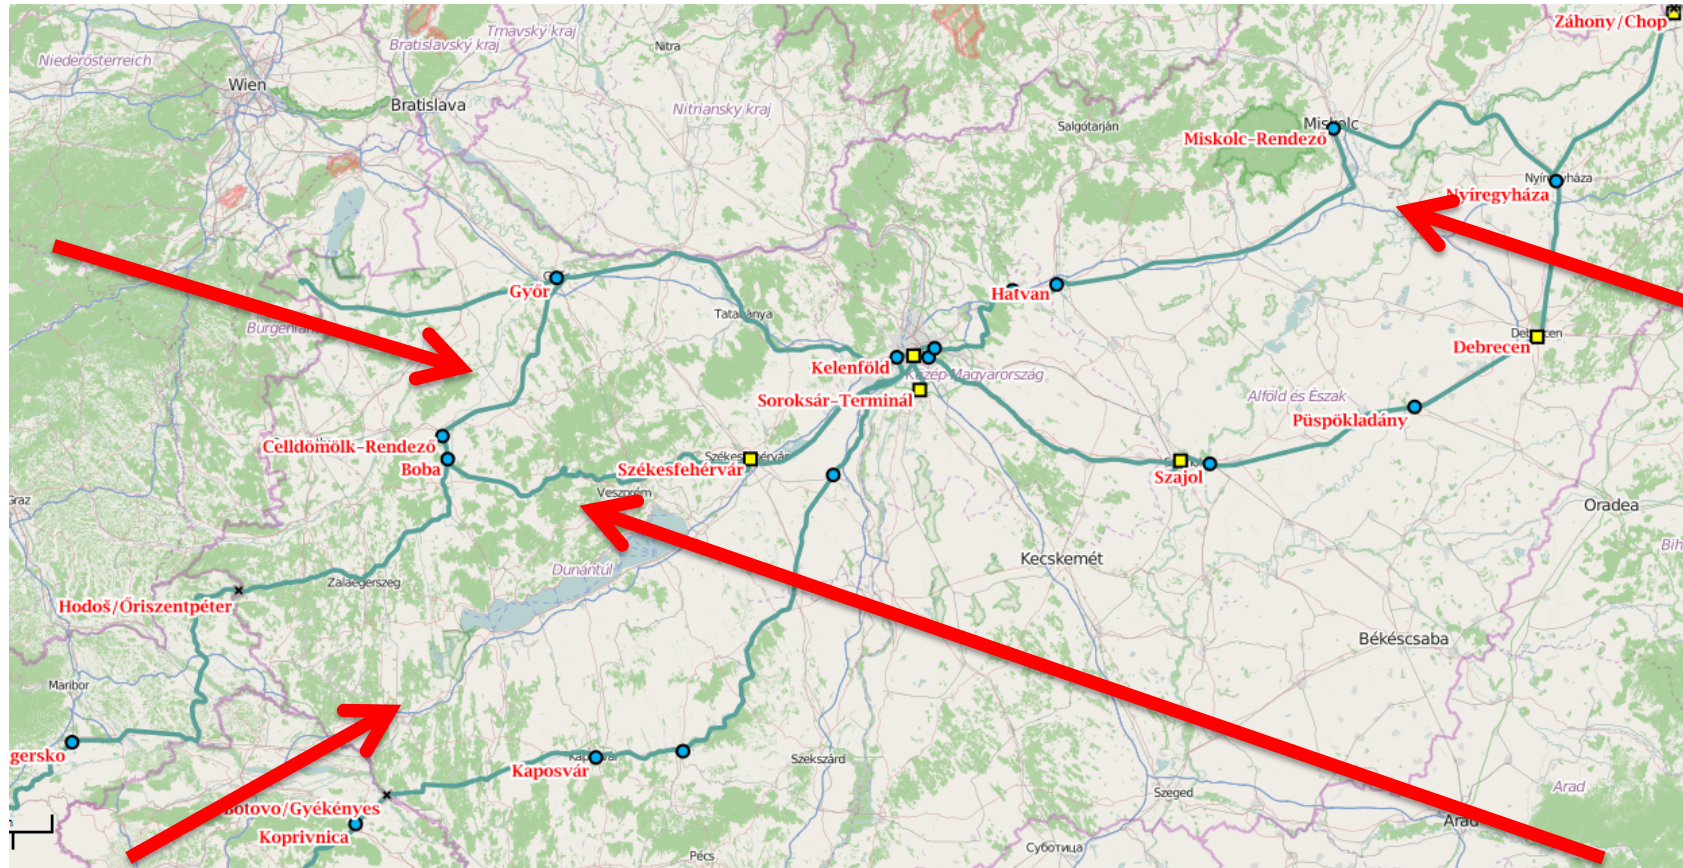 Záhony/Chop
Trnavský kraj
Bratislavský kraj
Nitra
Niederösterreich
Wien
Bratislava
Nitriansky kraj
Salgótarján
Miskolc
Miskolc-Rendező
Nyíregyháza
Nyíregyháza
Győr
Hatvan
Tatabánya
Burgenland
Debrecen
Debrecen
Kelenföld
Közép-Magyarország
Soroksár-Terminál
Alföld és Észak
Püspökladány
Celldömölk-Rendező
Boba
Székesfehérvár
Székesfehérvár
Szajol
Veszprém
Graz
Oradea
Bih
Kecskemét
Dunántúl
Zalaegerszeg
Hodoš/Őriszentpéter
Békéscsaba
Maribor
gersko
Kaposvár
Szekszárd
Arad
Szeged
Botovo/Gyékényes
Koprivnica
Arad
Суботица
Pécs